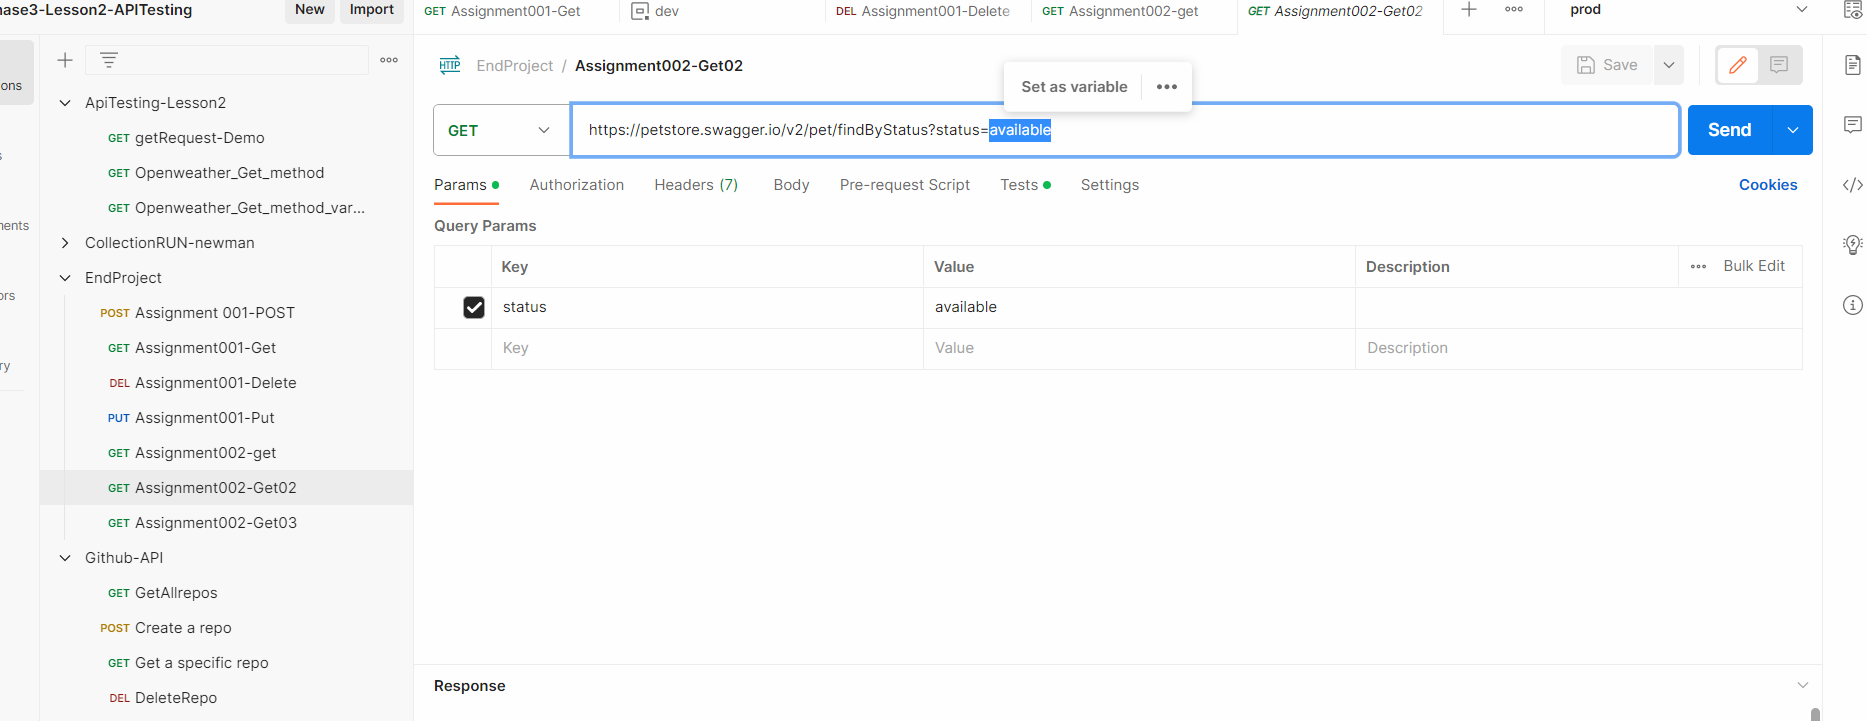 hase3-Lesson2-APITesting
New
Import
GET Assignment001-Get
dev
DEL Assignment001-Delete
GET Assignment002-get
GET Assignment002-Get02
prod
ons
ments
ors
ry
ApiTesting-Lesson2
GET getRequest-Demo
GET Openweather_Get_method
GET Openweather_Get_method_var...
CollectionRUN-newman
EndProject
POST Assignment 001-POST
GET Assignment001-Get
DEL Assignment001-Delete
PUT Assignment001-Put
GET Assignment002-get
GET Assignment002-Get02
GET Assignment002-Get03
Github-API
GET GetAllrepos
POST Create a repo
GET Get a specific repo
DEL DeleteRepo
HTTP EndProject / Assignment002-Get02
Save
Set as variable
GET
https://petstore.swagger.io/v2/pet/findByStatus?status=available
Send
Params Authorization Headers (7) Body Pre-request Script Tests Settings
Cookies
Query Params
Key Value Description Bulk Edit
status available
Key Value Description
Response